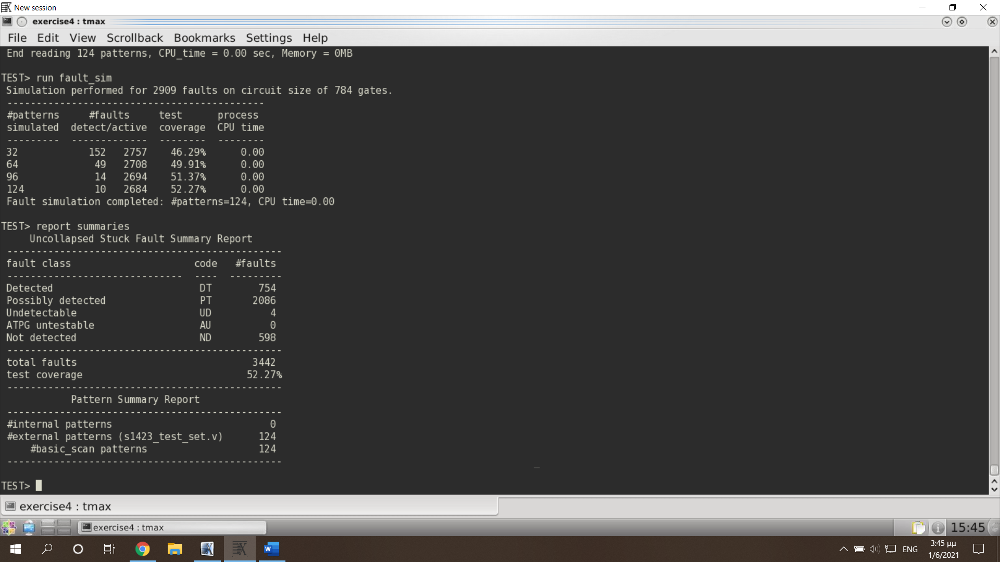 New session
exercise4 : tmax
File Edit View Scrollback Bookmarks Settings Help
End reading 124 patterns, CPU_time = 0.00 sec, Memory = 0MB
TEST> run fault_sim
Simulation performed for 2909 faults on circuit size of 784 gates.
--------------------------------------------
#patterns #faults test process
simulated detect/active coverage CPU time
--------- ------------- -------- --------
32 152 2757 46.29% 0.00
64 49 2708 49.91% 0.00
96 14 2694 51.37% 0.00
124 10 2684 52.27% 0.00
Fault simulation completed: #patterns=124, CPU time=0.00
TEST> report summaries
Uncollapsed Stuck Fault Summary Report
-----------------------------------------------
fault class code #faults
------------------------------ ---- ---------
Detected DT 754
Possibly detected PT 2086
Undetectable UD 4
ATPG untestable AU 0
Not detected ND 598
-----------------------------------------------
total faults 3442
test coverage 52.27%
-----------------------------------------------
Pattern Summary Report
-----------------------------------------------
#internal patterns 0
#external patterns (s1423_test_set.v) 124
#basic_scan patterns 124
-----------------------------------------------
TEST>
exercise4 : tmax
exercise4 : tmax
15:45
ENG
3:45 μμ
1/6/2021